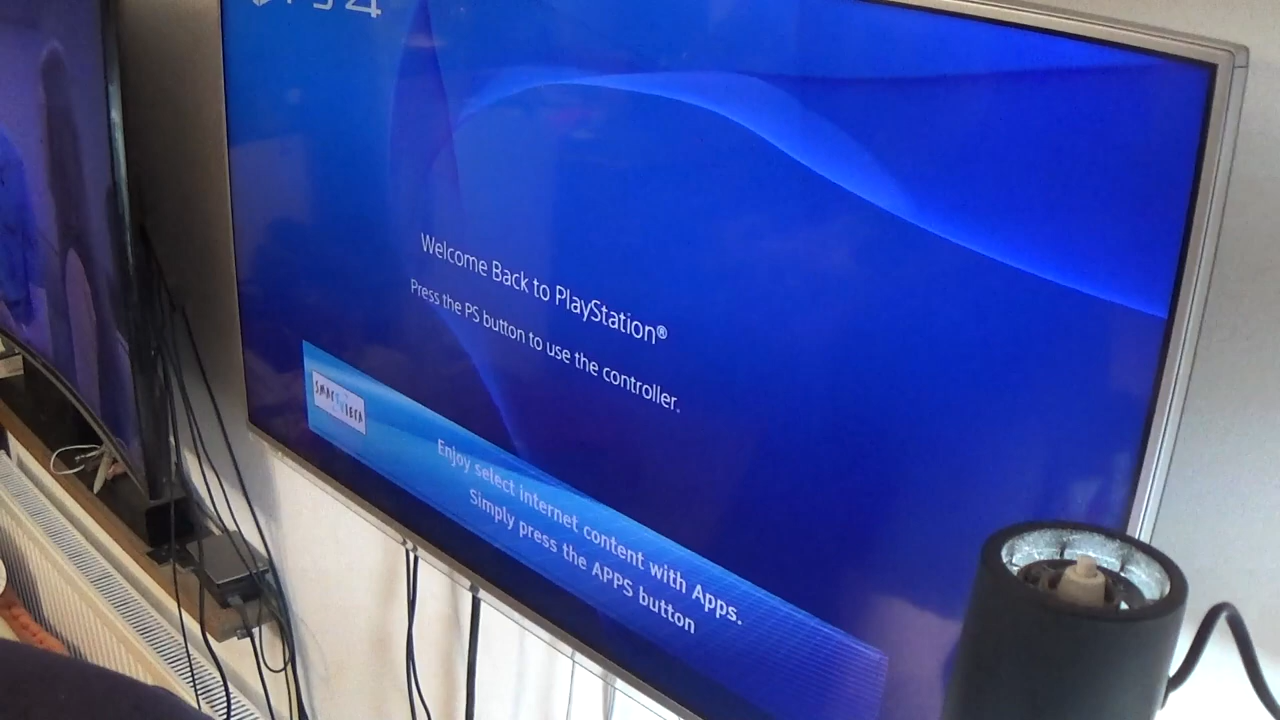 PS4
Welcome Back to PlayStation®
Press the PS button to use the controller.
Enjoy select internet content with Apps.
Simply press the APPS button